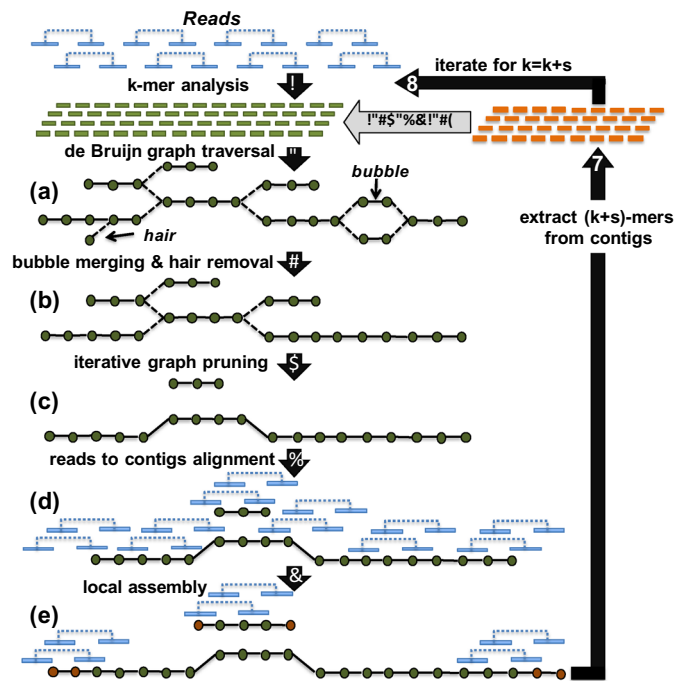 Reads
k-mer analysis
!
8
iterate for k=k+s
!"#$"%&!"#(
de Bruijn graph traversal
"
7
(a)
bubble
hair
extract (k+s)-mers
from contigs
bubble merging & hair removal
#
(b)
iterative graph pruning
$
(c)
reads to contigs alignment
%
(d)
local assembly
&
(e)